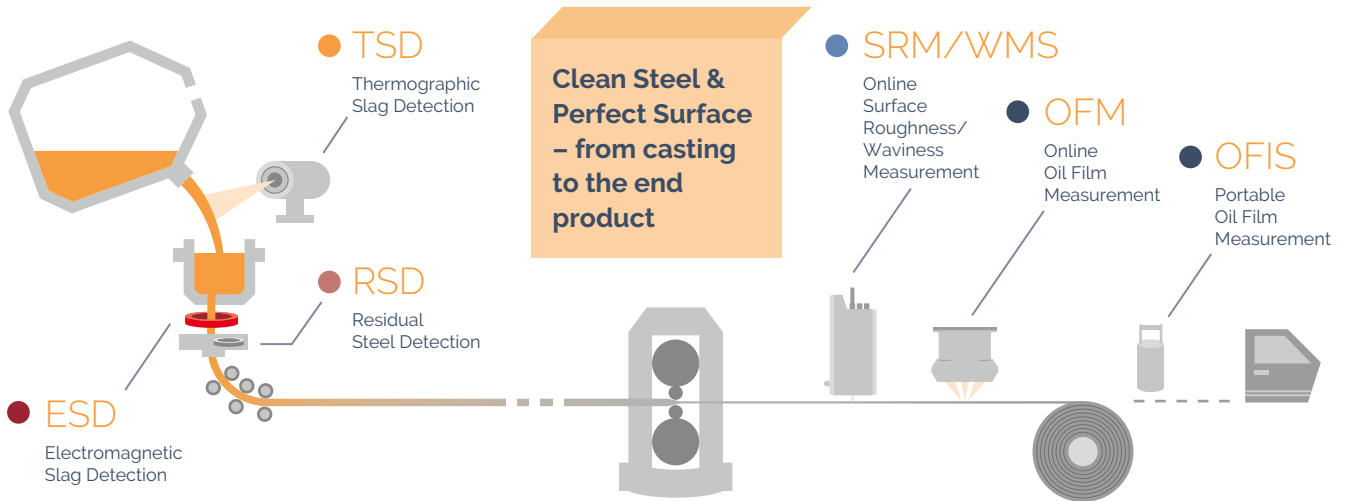 TSD
Thermographic
Slag Detection
Clean Steel &
Perfect Surface
– from casting
to the end
product
SRM/WMS
Online
Surface
Roughness/
Waviness
Measurement
OFM
Online
Oil Film
Measurement
OFIS
Portable
Oil Film
Measurement
RSD
Residual
Steel Detection
ESD
Electromagnetic
Slag Detection